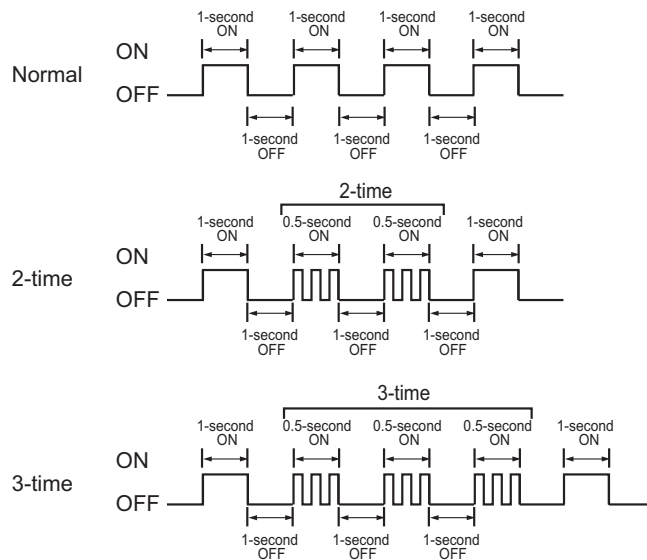 1-second 1-second 1-second 1-second
ON ON ON ON
ON
Normal
OFF
1-second 1-second 1-second
OFF OFF OFF
2-time
1-second 0.5-second 0.5-second 1-second
ON ON ON ON
ON
2-time
OFF
1-second 1-second 1-second
OFF OFF OFF
3-time
1-second 0.5-second 0.5-second 0.5-second 1-second
ON ON ON ON ON
ON
3-time
OFF
1-second 1-second 1-second
OFF OFF OFF